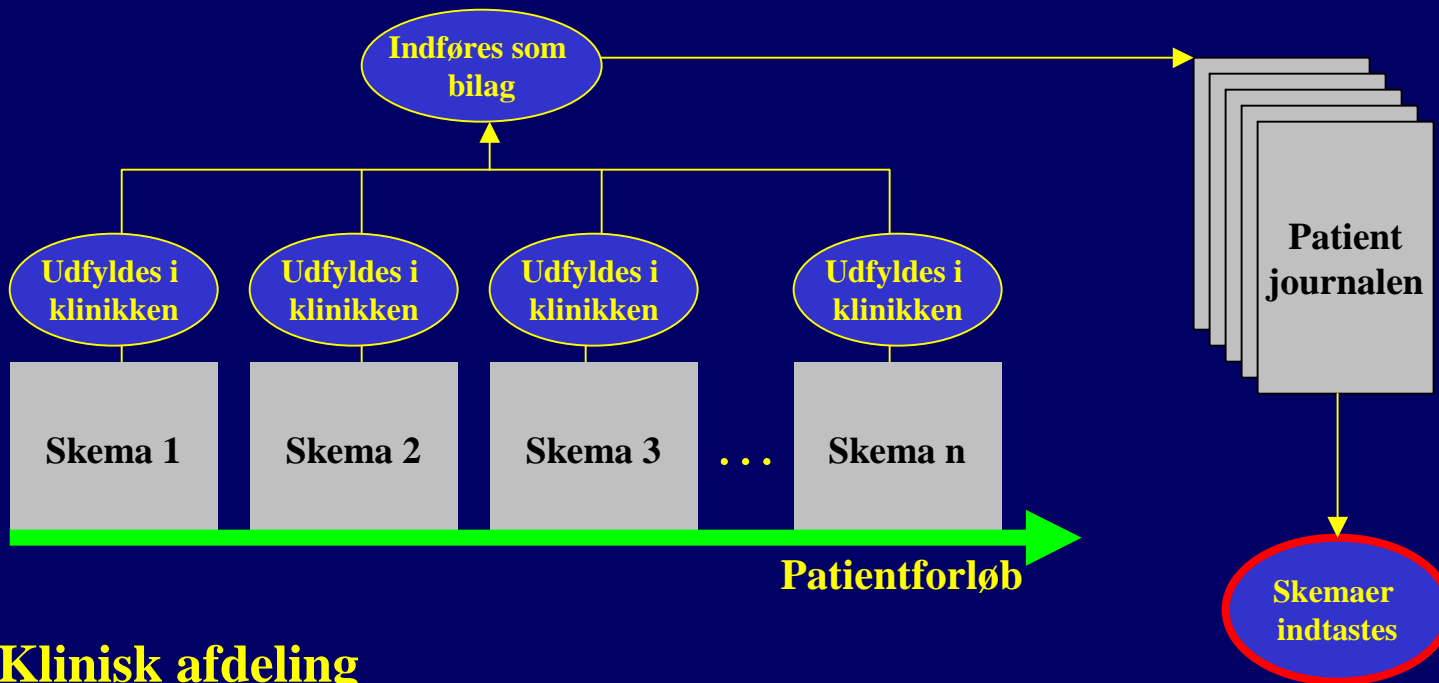 Indføres som
bilag
Udfyldes i
klinikken
Udfyldes i
klinikken
Udfyldes i
klinikken
Udfyldes i
klinikken
Patient
journalen
Skema 1
Skema 2
Skema 3
. . .
Skema n
Patientforløb
Skemaer
indtastes
Klinisk afdeling